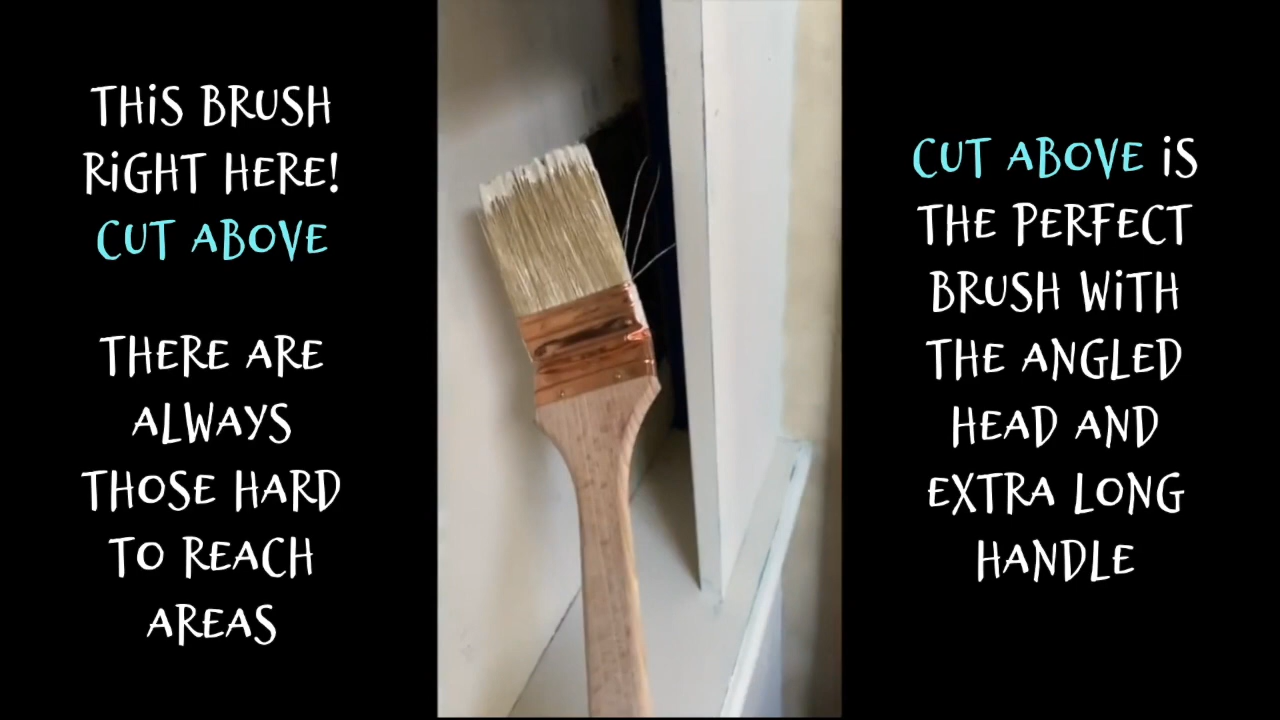 THiS BRUSH
RiGHT HERE!
CUT ABOVE
THERE ARE
ALWAYS
THOSE HARD
TO REACH
AREAS
CUT ABOVE iS
THE PERFECT
BRUSH WiTH
THE ANGLED
HEAD AND
EXTRA LONG
HANDLE